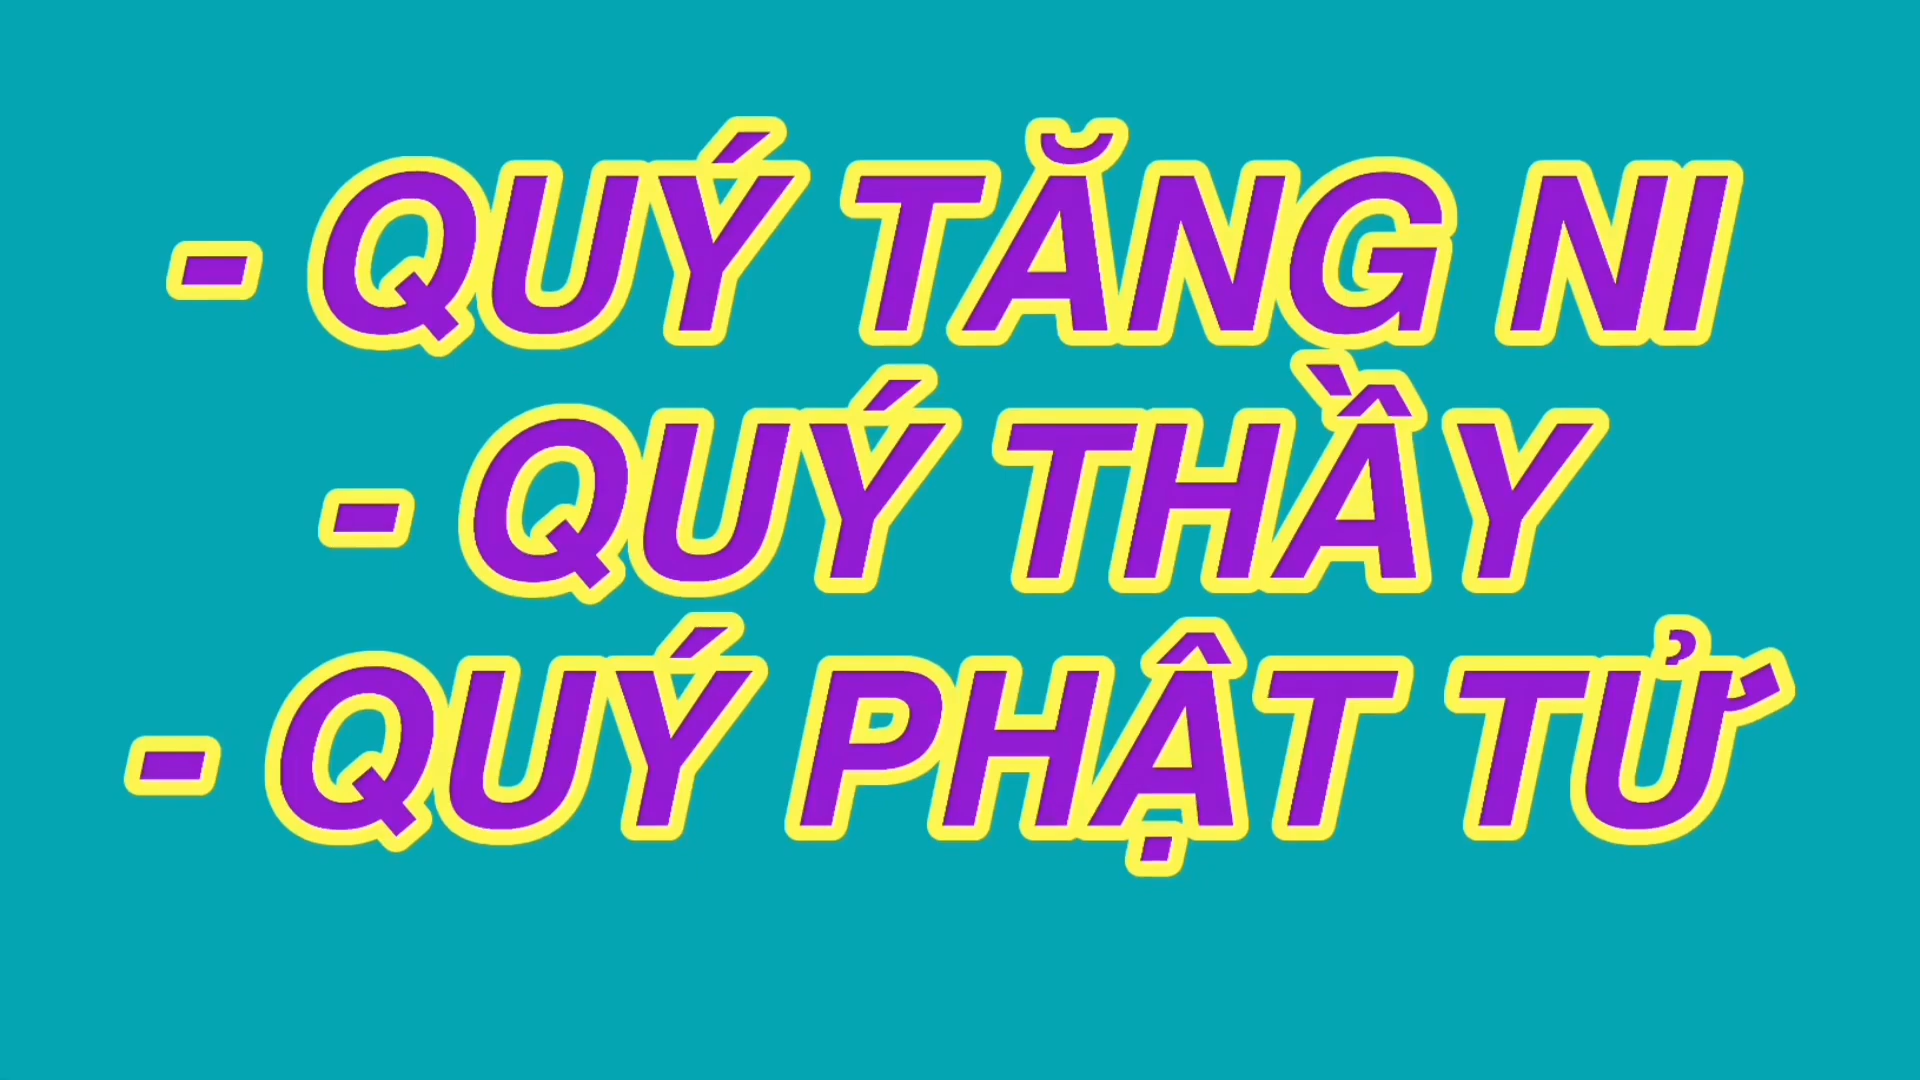 - QUÝ TĂNG NI
- QUÝ THẦY
- QUÝ PHẬT TỬ